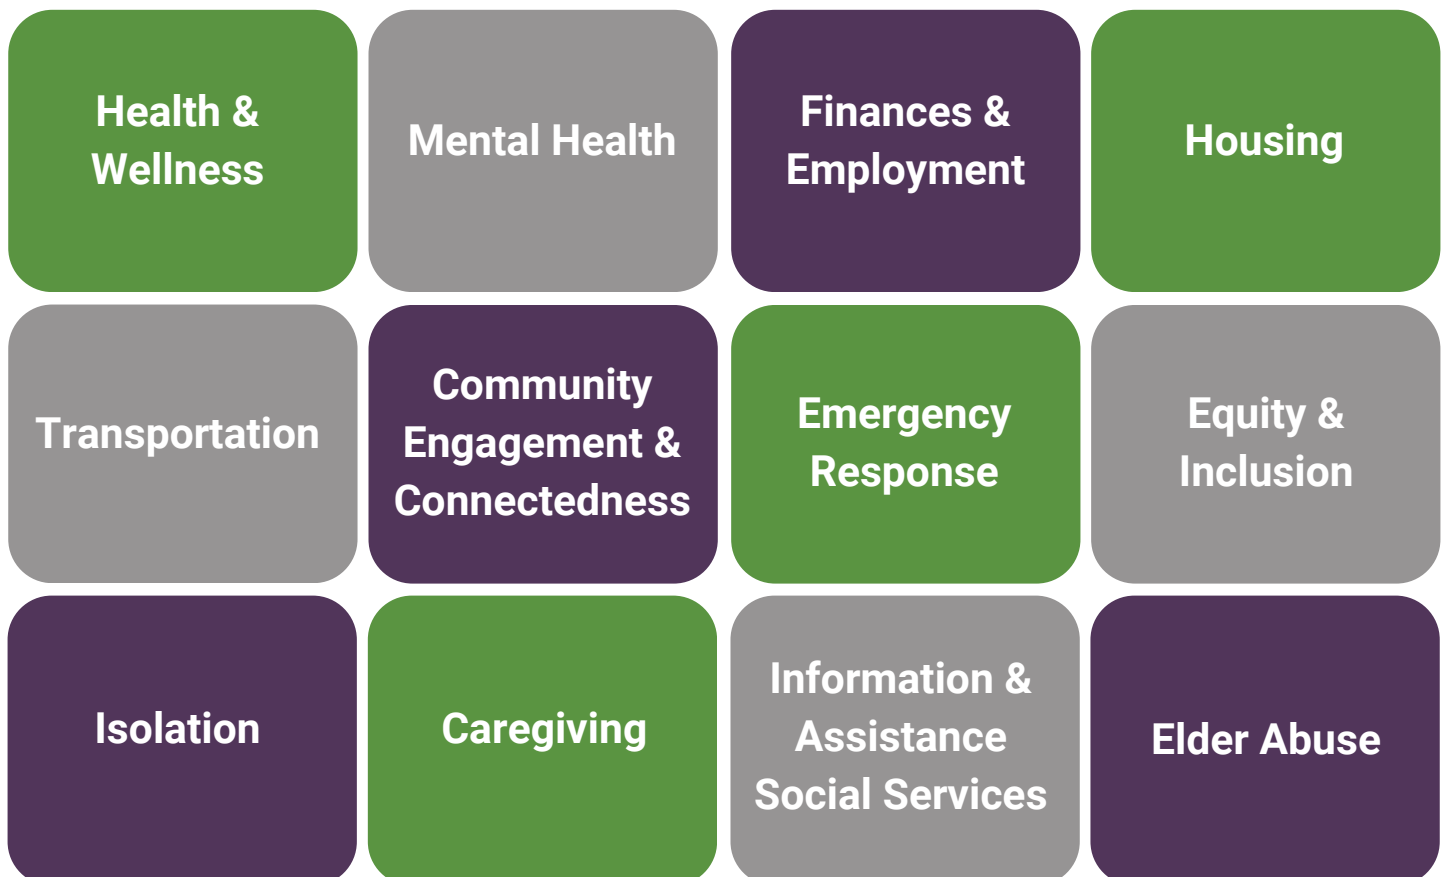 Health &
Wellness
Mental Health
Finances &
Employment
Housing
Transportation
Community
Engagement &
Connectedness
Emergency
Response
Equity &
Inclusion
Isolation
Caregiving
Information &
Assistance
Social Services
Elder Abuse